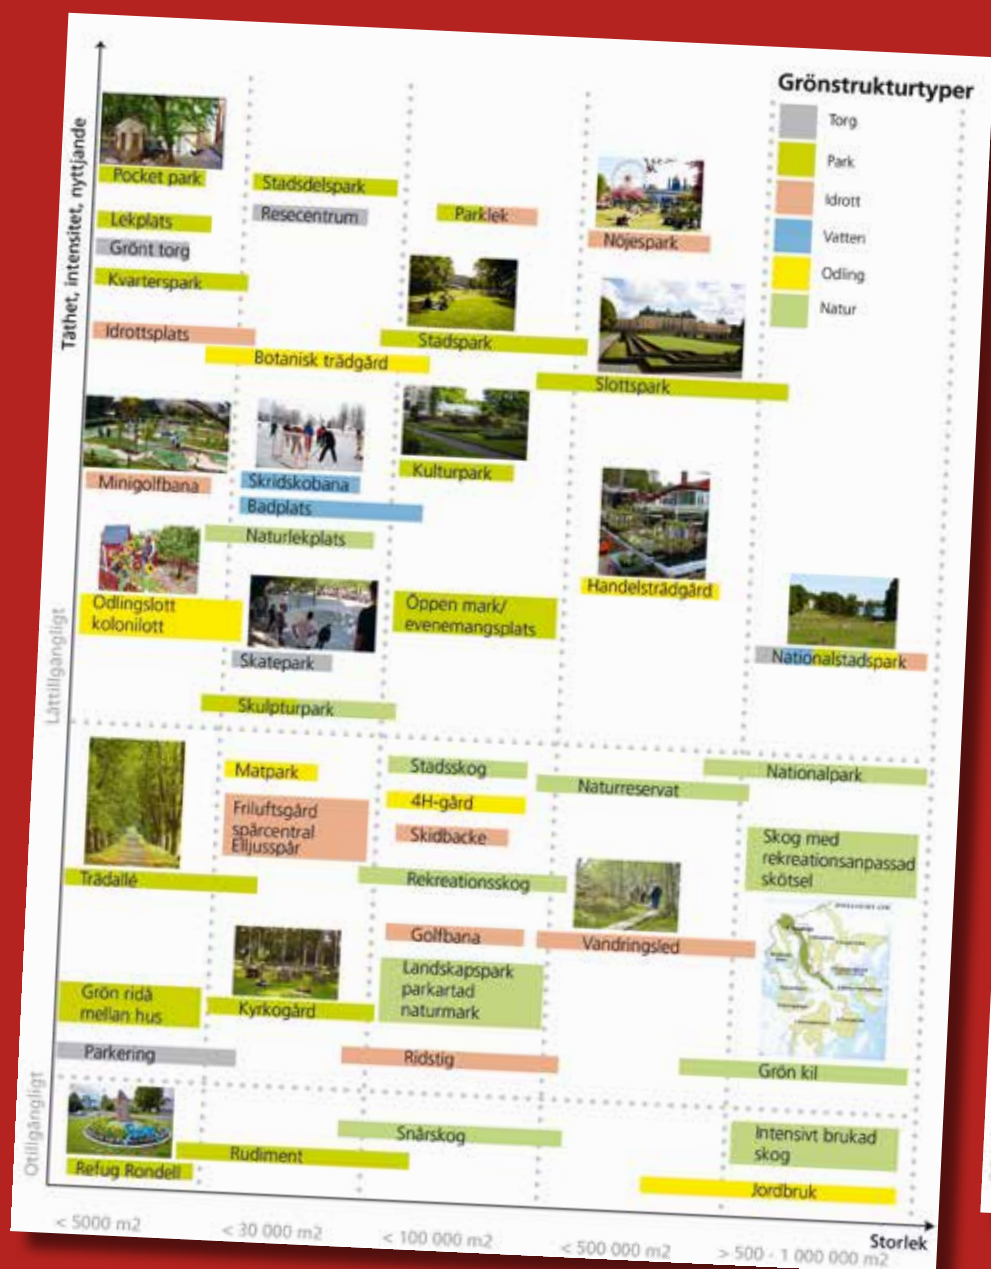 Grönstrukturtyper
Torg
Park
Idrott
Vatten
Odling
Natur
Täthet, intensitet, nyttjande
Lättillgängligt
Otillgängligt
Pocket park
Stadsdelspark
Lekplats
Resecentrum
Parklek
Nöjespark
Grönt torg
Kvarterspark
Idrottsplats
Botanisk trädgård
Stadspark
Slottspark
Minigolfbana
Skridskobana
Kulturpark
Badplats
Naturlekplats
Handelsträdgård
Odlingslott
kolonilott
Öppen mark/
evenemangsplats
Skatepark
Nationalstadspark
Skulpturpark
Matpark
Stadsskog
Nationalpark
Naturreservat
Friluftsgård
spårcentral
Elljusspår
4H-gård
Skidbacke
Skog med
rekreationsanpassad
skötsel
Trädallé
Rekreationsskog
Golfbana
Vandringsled
Landskapspark
parkartad
naturmark
Grön ridå
mellan hus
Kyrkogård
Parkering
Ridstig
Grön kil
Snårskog
Intensivt brukad
skog
Rudiment
Refug Rondell
Jordbruk
< 5000 m2
< 30 000 m2
< 100 000 m2
< 500 000 m2
> 500 - 1 000 000 m2
Storlek